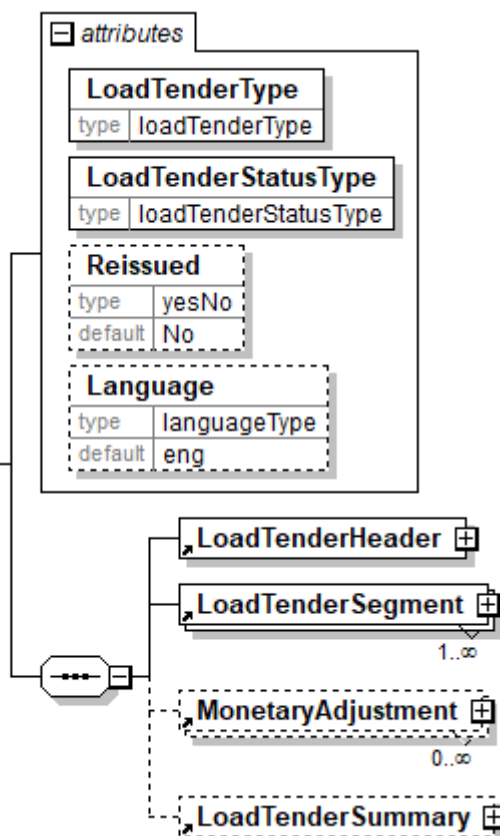 attributes
LoadTenderType
type loadTenderType
LoadTenderStatusType
type loadTenderStatusType
Reissued
type yesNo
default No
Language
type languageType
default eng
LoadTenderHeader
LoadTenderSegment
1..∞
MonetaryAdjustment
0..∞
LoadTenderSummary